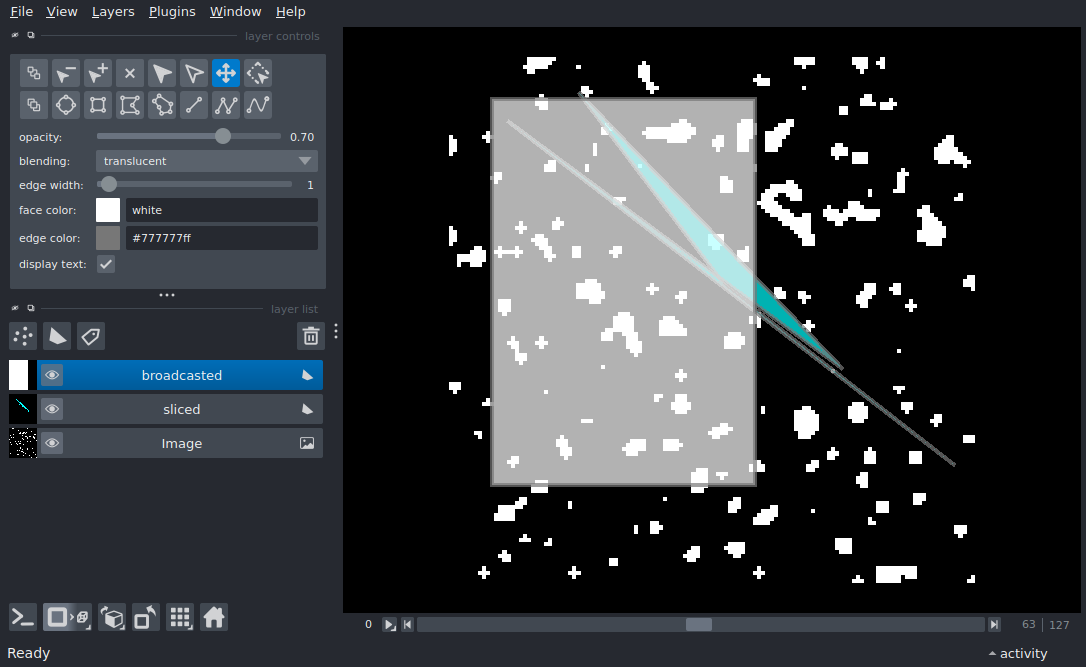 File View Layers Plugins Window Help
layer controls
opacity: 0.70
blending: translucent
edge width: 1
face color: white
edge color: #777777ff
display text:
layer list
broadcasted
sliced
Image
0 63 127
Ready activity